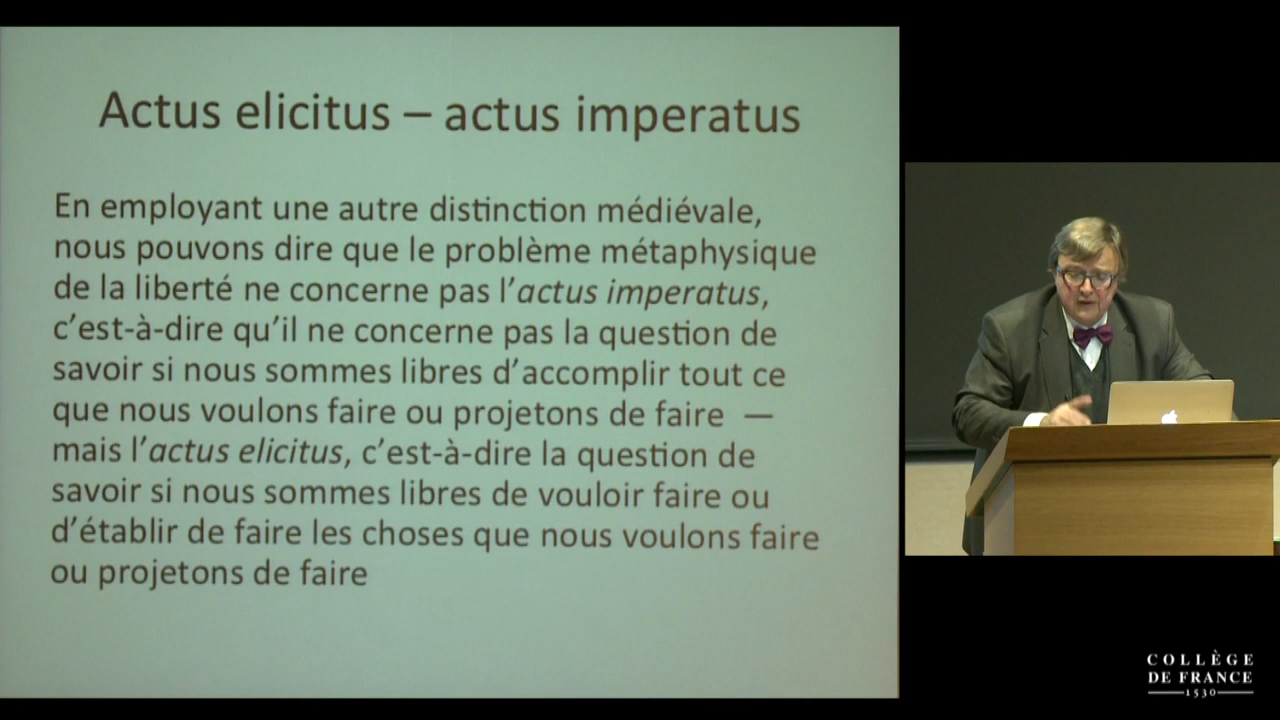 Actus elicitus – actus imperatus
En employant une autre distinction médiévale,
nous pouvons dire que le problème métaphysique
de la liberté ne concerne pas l’actus imperatus,
c’est-à-dire qu’il ne concerne pas la question de
savoir si nous sommes libres d’accomplir tout ce
que nous voulons faire ou projetons de faire —
mais l’actus elicitus, c’est-à-dire la question de
savoir si nous sommes libres de vouloir faire ou
d’établir de faire les choses que nous voulons faire
ou projetons de faire
COLLÈGE
DE FRANCE
1530